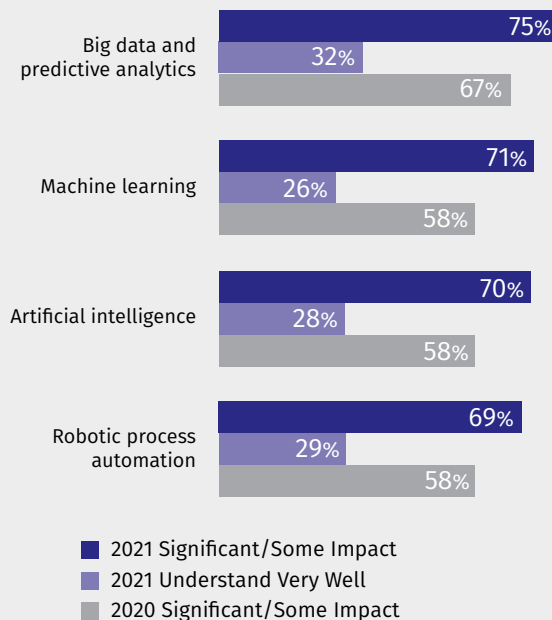 Big data and
predictive analytics
75%
32%
67%
Machine learning
71%
26%
58%
Artificial intelligence
70%
28%
58%
Robotic process
automation
69%
29%
58%
2021 Significant/Some Impact
2021 Understand Very Well
2020 Significant/Some Impact